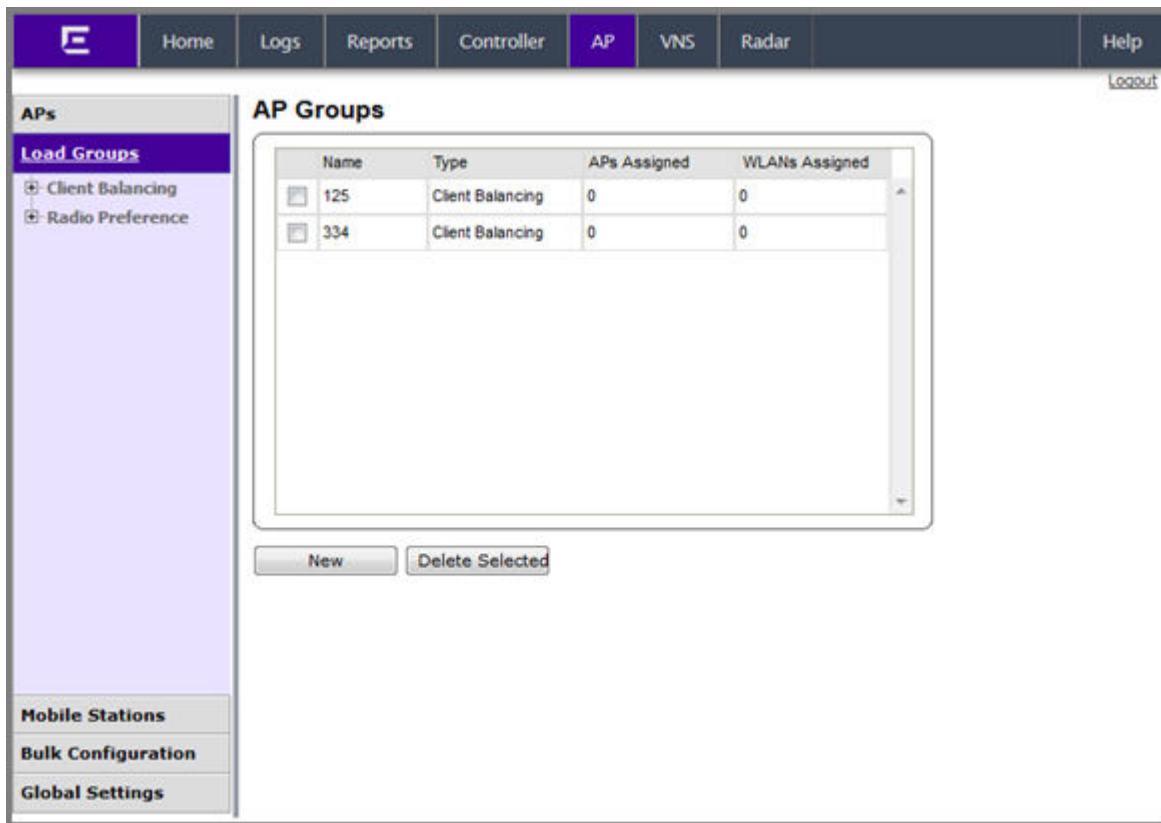 Home Logs Reports Controller AP VNS Radar Help
Logout
APs
Load Groups
Client Balancing
Radio Preference
AP Groups
Name Type APs Assigned WLANs Assigned
125 Client Balancing 0 0
334 Client Balancing 0 0
New Delete Selected
Mobile Stations
Bulk Configuration
Global Settings